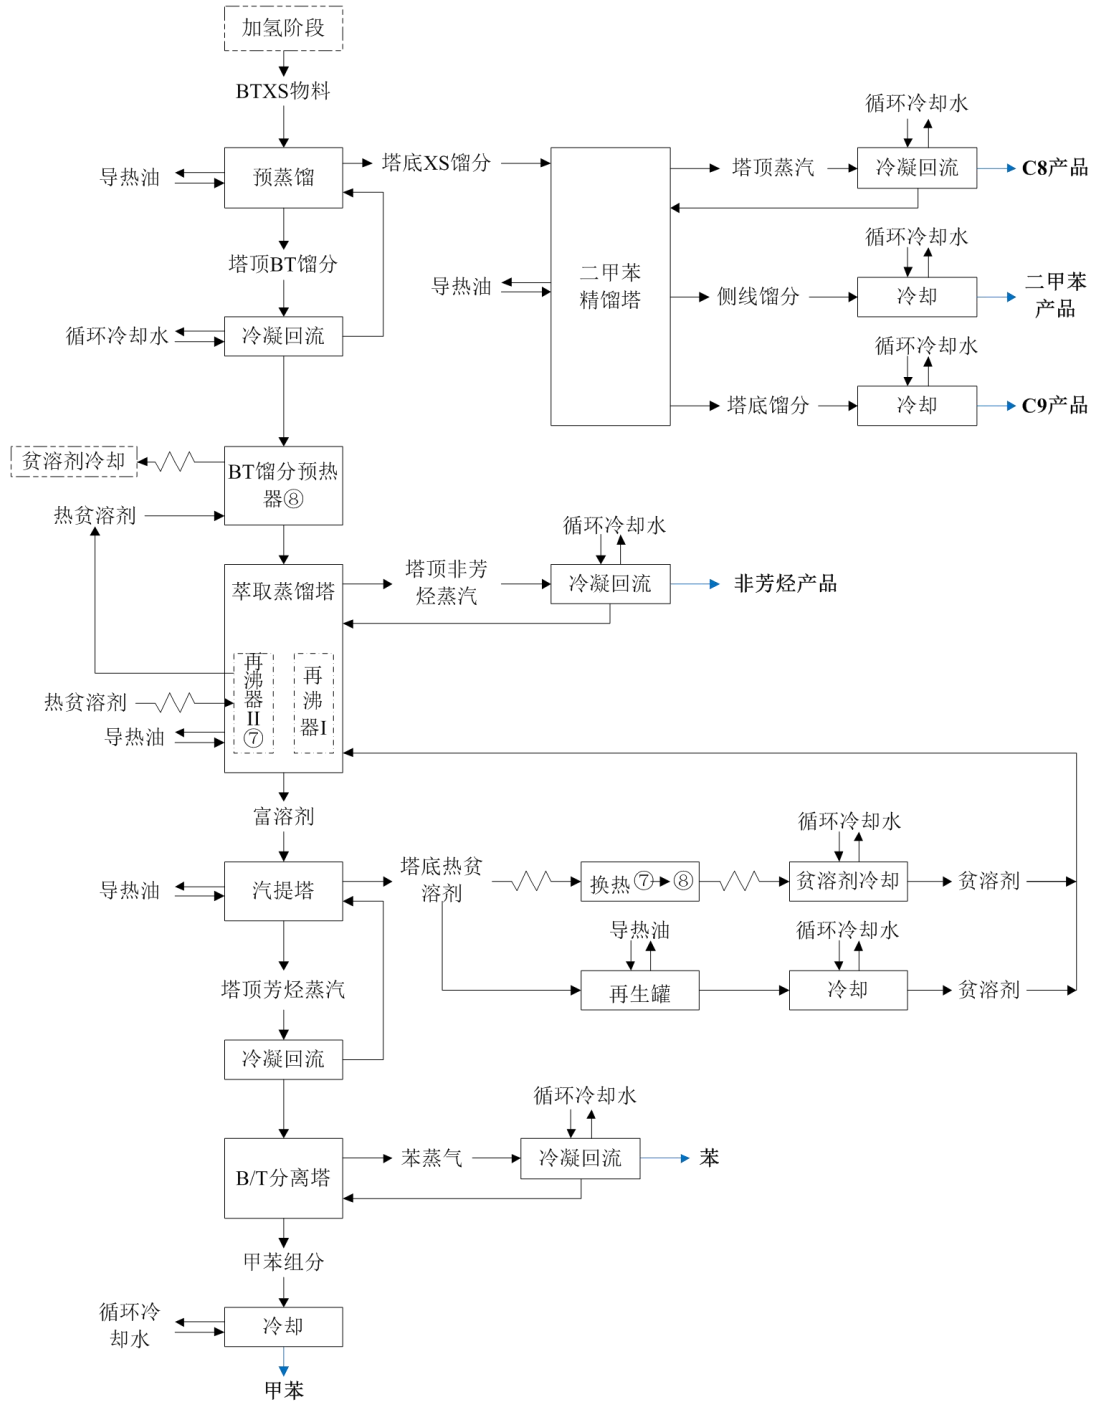 加氢阶段
BTXS物料
导热油
预蒸馏
塔底XS馏分
塔顶BT馏分
循环冷却水
冷凝回流
二甲苯
精馏塔
导热油
塔顶蒸汽
循环冷却水
冷凝回流
C8产品
循环冷却水
侧线馏分
冷却
二甲苯
产品
循环冷却水
塔底馏分
冷却
C9产品
贫溶剂冷却
BT馏分预热
器⑧
热贫溶剂
萃取蒸馏塔
塔顶非芳
烃蒸汽
循环冷却水
冷凝回流
非芳烃产品
再
沸
器
II
⑦
再
沸
器I
热贫溶剂
导热油
富溶剂
导热油
汽提塔
塔底热贫
溶剂
换热⑦→⑧
循环冷却水
贫溶剂冷却
贫溶剂
导热油
再生罐
循环冷却水
冷却
贫溶剂
塔顶芳烃蒸汽
冷凝回流
B/T分离塔
苯蒸气
循环冷却水
冷凝回流
苯
甲苯组分
循环冷
却水
冷却
甲苯